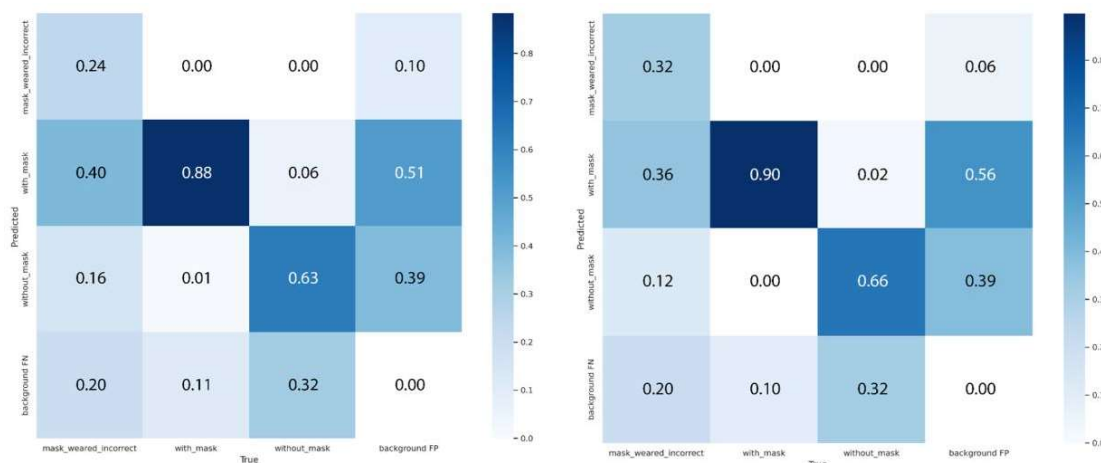 mask_weared_incorrect
0.24 0.00 0.00 0.10
0.8
0.7
with_mask
0.40 0.88 0.06 0.51
0.6
0.5
Predicted
0.4
without_mask
0.16 0.01 0.63 0.39
0.3
0.2
background FN
0.20 0.11 0.32 0.00
0.1
0.0
mask_weared_incorrect with_mask without_mask background FP
True
mask_weared_incorrect
0.32 0.00 0.00 0.06
with_mask
0.36 0.90 0.02 0.56
Predicted
without_mask
0.12 0.00 0.66 0.39
background FN
0.20 0.10 0.32 0.00
mask_weared_incorrect with_mask without_mask background FP